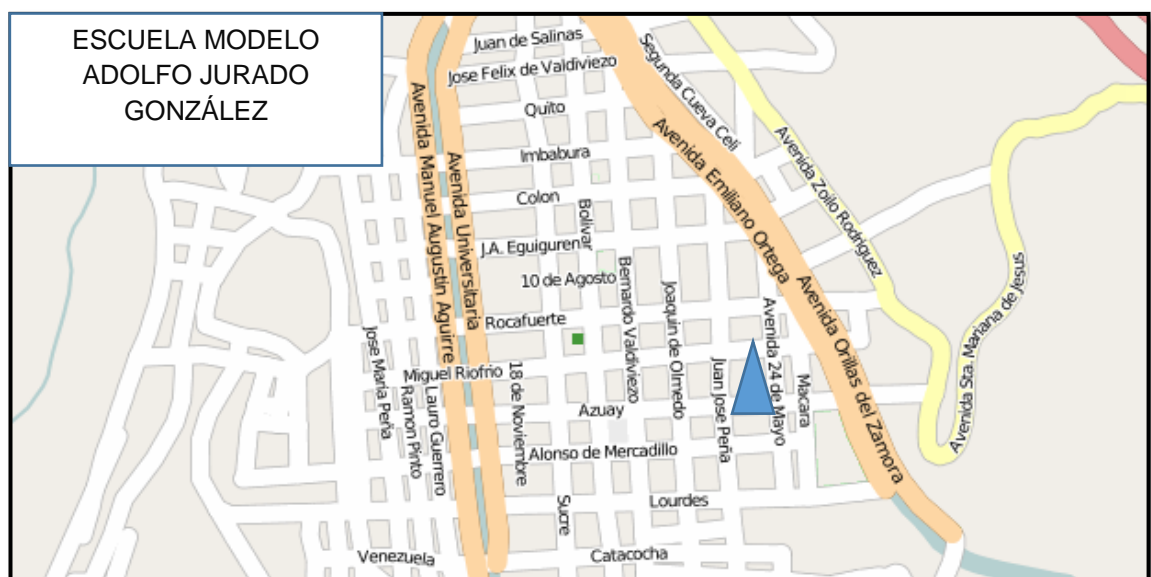 ESCUELA MODELO
ADOLFO JURADO
GONZÁLEZ
Juan de Salinas
Jose Felix de Valdiviezo
Quito
Imbabura
Colon
J.A. Eguiguren
10 de Agosto
Rocafuerte
Miguel Riofrio
Azuay
Alonso de Mercadillo
Lourdes
Venezuela
Catacocha
Avenida Manuel Augustin Aguirre
Avenida Universitaria
Jose Maria Peña
Ramon Pinto
Lauro Guerrero
18 de Noviembre
Sucre
Bolivar
Bernardo Valdiviezo
Joaquin de Olmedo
Juan Jose Peña
Avenida 24 de Mayo
Macara
Segunda Cueva Celi
Avenida Emiliano Ortega
Avenida Orillas del Zamora
Avenida Zoilo Rodriguez
Avenida Sta. Mariana de Jesus